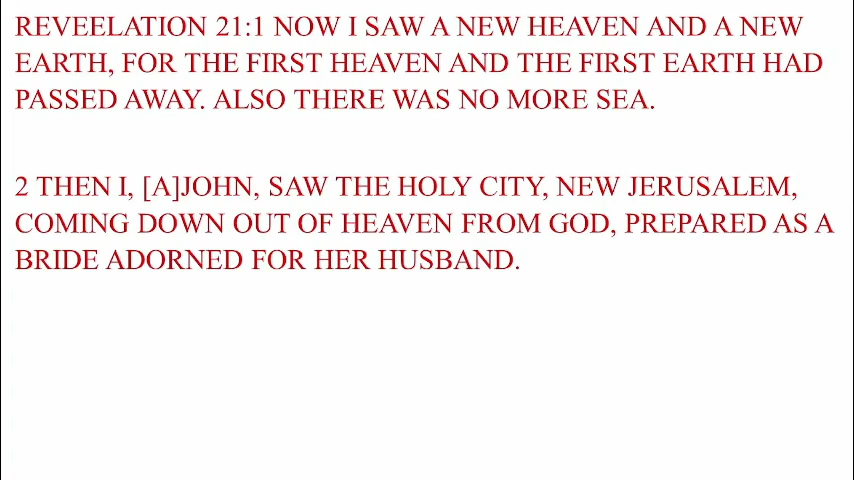 REVEELATION 21:1 NOW I SAW A NEW HEAVEN AND A NEW
EARTH, FOR THE FIRST HEAVEN AND THE FIRST EARTH HAD
PASSED AWAY. ALSO THERE WAS NO MORE SEA.
2 THEN I, [A]JOHN, SAW THE HOLY CITY, NEW JERUSALEM,
COMING DOWN OUT OF HEAVEN FROM GOD, PREPARED AS A
BRIDE ADORNED FOR HER HUSBAND.